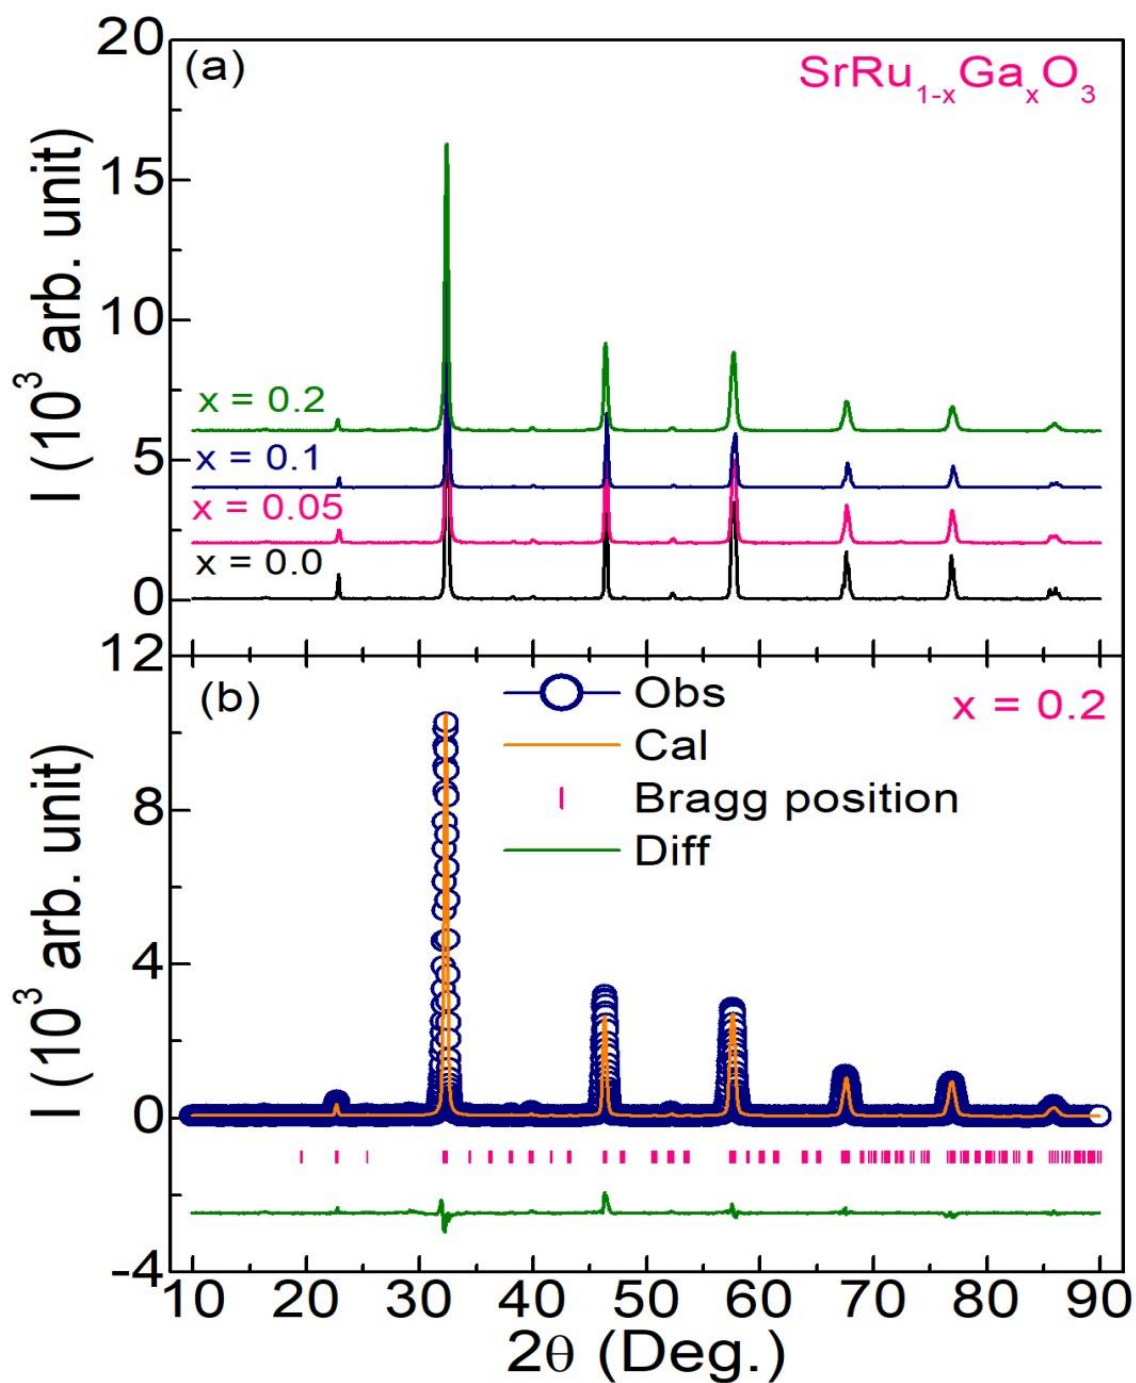 (a)
SrRu₁₋ₓGaₓO₃
20
15
10
5
0
I (10³ arb. unit)
x = 0.2
x = 0.1
x = 0.05
x = 0.0
(b)
x = 0.2
Obs
Cal
Bragg position
Diff
12
8
4
0
-4
I (10³ arb. unit)
10 20 30 40 50 60 70 80 90
2θ (Deg.)